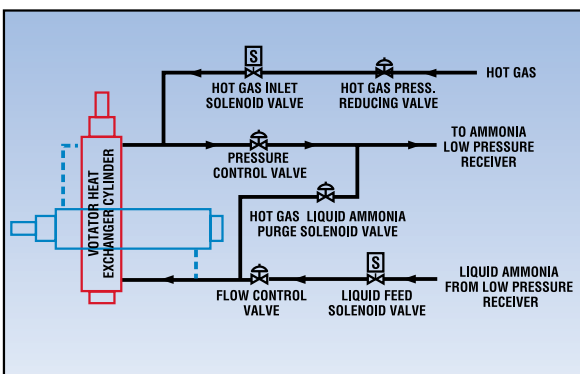 S
HOT GAS
HOT GAS INLET
SOLENOID VALVE
HOT GAS PRESS.
REDUCING VALVE
TO AMMONIA
LOW PRESSURE
RECEIVER
PRESSURE
CONTROL VALVE
VOTATOR HEAT
EXCHANGER CYLINDER
HOT GAS LIQUID AMMONIA
PURGE SOLENOID VALVE
S
FLOW CONTROL
VALVE
LIQUID FEED
SOLENOID VALVE
LIQUID AMMONIA
FROM LOW PRESSURE
RECEIVER